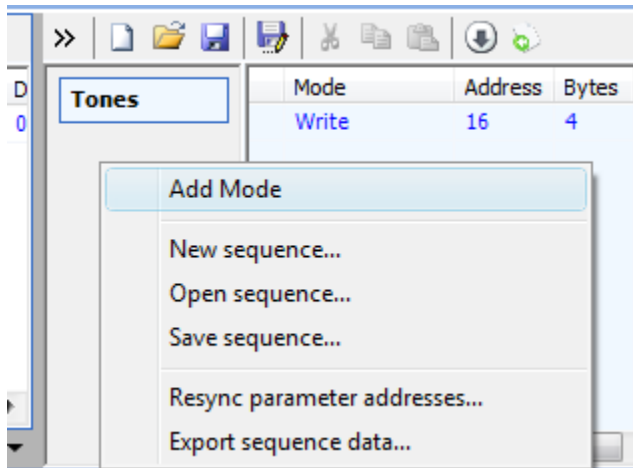 »
D
Tones
Mode Address Bytes
0
Write 16 4
Add Mode
New sequence...
Open sequence...
Save sequence...
Resync parameter addresses...
Export sequence data...